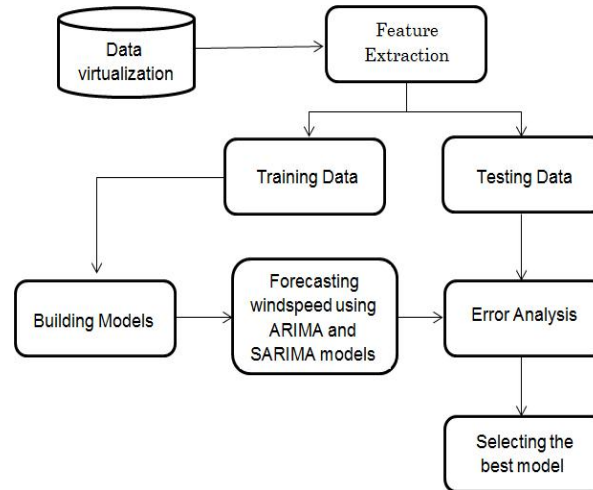 Data
virtualization
Feature
Extraction
Training Data
Testing Data
Building Models
Forecasting
windspeed using
ARIMA and
SARIMA models
Error Analysis
Selecting the
best model